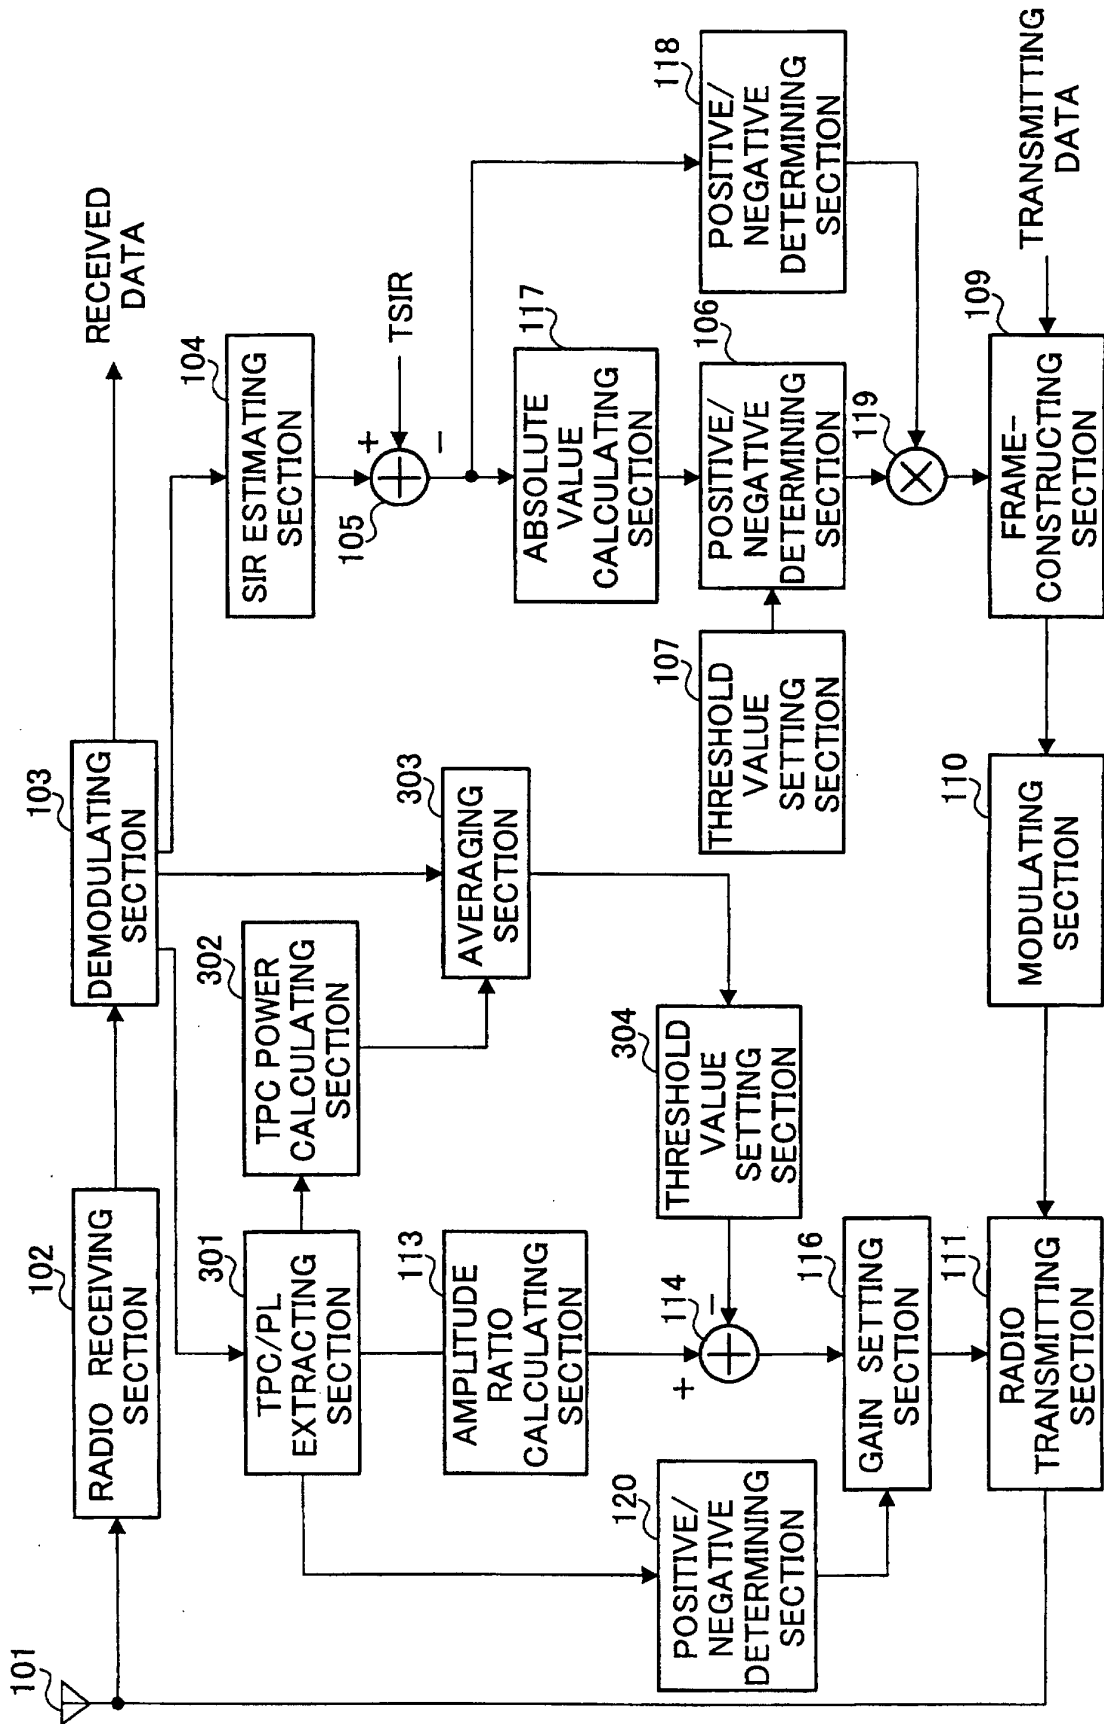 101
102
RADIO RECEIVING
SECTION
103
DEMODULATING
SECTION
RECEIVED
DATA
301
TPC/PL
EXTRACTING
SECTION
302
TPC POWER
CALCULATING
SECTION
104
SIR ESTIMATING
SECTION
113
AMPLITUDE
RATIO
CALCULATING
SECTION
303
AVERAGING
SECTION
105
+
−
TSIR
117
ABSOLUTE
VALUE
CALCULATING
SECTION
120
POSITIVE/
NEGATIVE
DETERMINING
SECTION
114
+
−
304
THRESHOLD
VALUE
SETTING
SECTION
107
THRESHOLD
VALUE
SETTING
SECTION
106
POSITIVE/
NEGATIVE
DETERMINING
SECTION
118
POSITIVE/
NEGATIVE
DETERMINING
SECTION
116
GAIN SETTING
SECTION
119
111
RADIO
TRANSMITTING
SECTION
110
MODULATING
SECTION
109
FRAME-
CONSTRUCTING
SECTION
TRANSMITTING
DATA